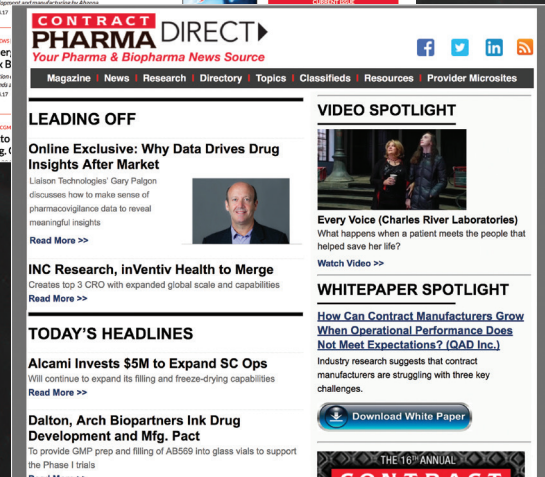 CURRENT ISSUE
CONTRACT
PHARMA DIRECT
Your Pharma & Biopharma News Source
Magazine | News | Research | Directory | Topics | Classifieds | Resources | Provider Microsites
LEADING OFF
Online Exclusive: Why Data Drives Drug
Insights After Market
Liaison Technologies' Gary Palgon
discusses how to make sense of
pharmacovigilance data to reveal
meaningful insights
Read More >>
INC Research, inVentiv Health to Merge
Creates top 3 CRO with expanded global scale and capabilities
Read More >>
TODAY'S HEADLINES
Alcami Invests $5M to Expand SC Ops
Will continue to expand its filling and freeze-drying capabilities
Read More >>
Dalton, Arch Biopartners Ink Drug
Development and Mfg. Pact
To provide GMP prep and filling of AB569 into glass vials to support
the Phase I trials
Read More >>
VIDEO SPOTLIGHT
Every Voice (Charles River Laboratories)
What happens when a patient meets the people that
helped save her life?
Watch Video >>
WHITEPAPER SPOTLIGHT
How Can Contract Manufacturers Grow
When Operational Performance Does
Not Meet Expectations? (QAD Inc.)
Industry research suggests that contract
manufacturers are struggling with three key
challenges.
Download White Paper
THE 16TH ANNUAL
CONTRACT